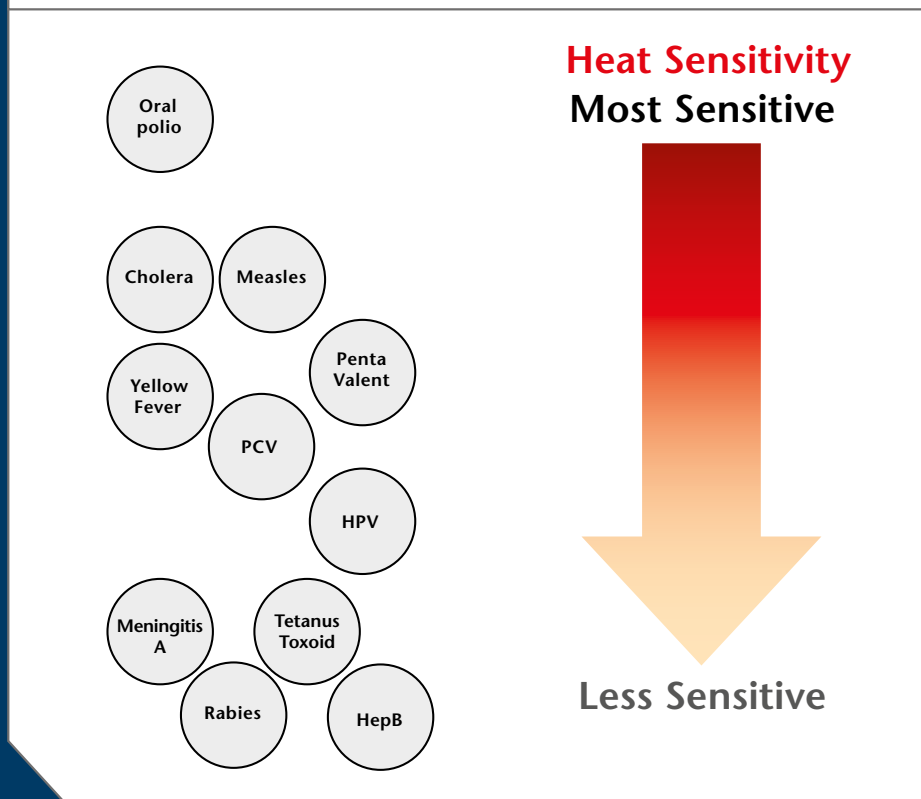 Heat Sensitivity
Most Sensitive
Oral
polio
Cholera
Measles
Penta
Valent
Yellow
Fever
PCV
HPV
Meningitis
A
Tetanus
Toxoid
Rabies
HepB
Less Sensitive